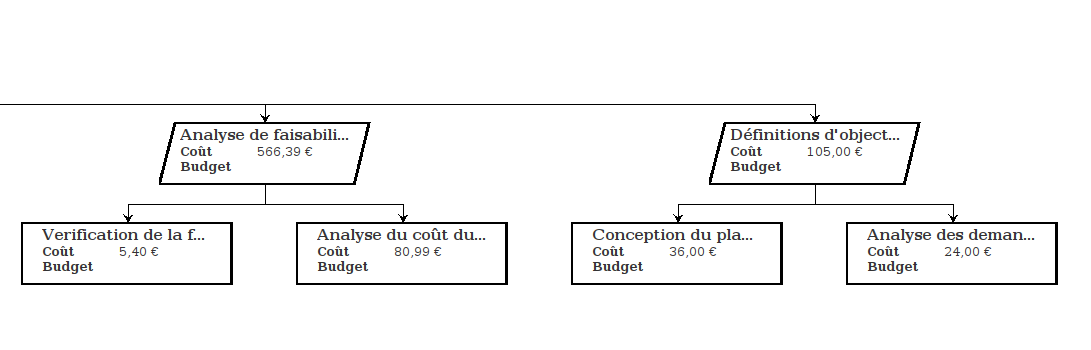 Analyse de faisabili...
Coût 566,39 €
Budget
Définitions d'object...
Coût 105,00 €
Budget
Verification de la f...
Coût 5,40 €
Budget
Analyse du coût du...
Coût 80,99 €
Budget
Conception du pla...
Coût 36,00 €
Budget
Analyse des deman...
Coût 24,00 €
Budget